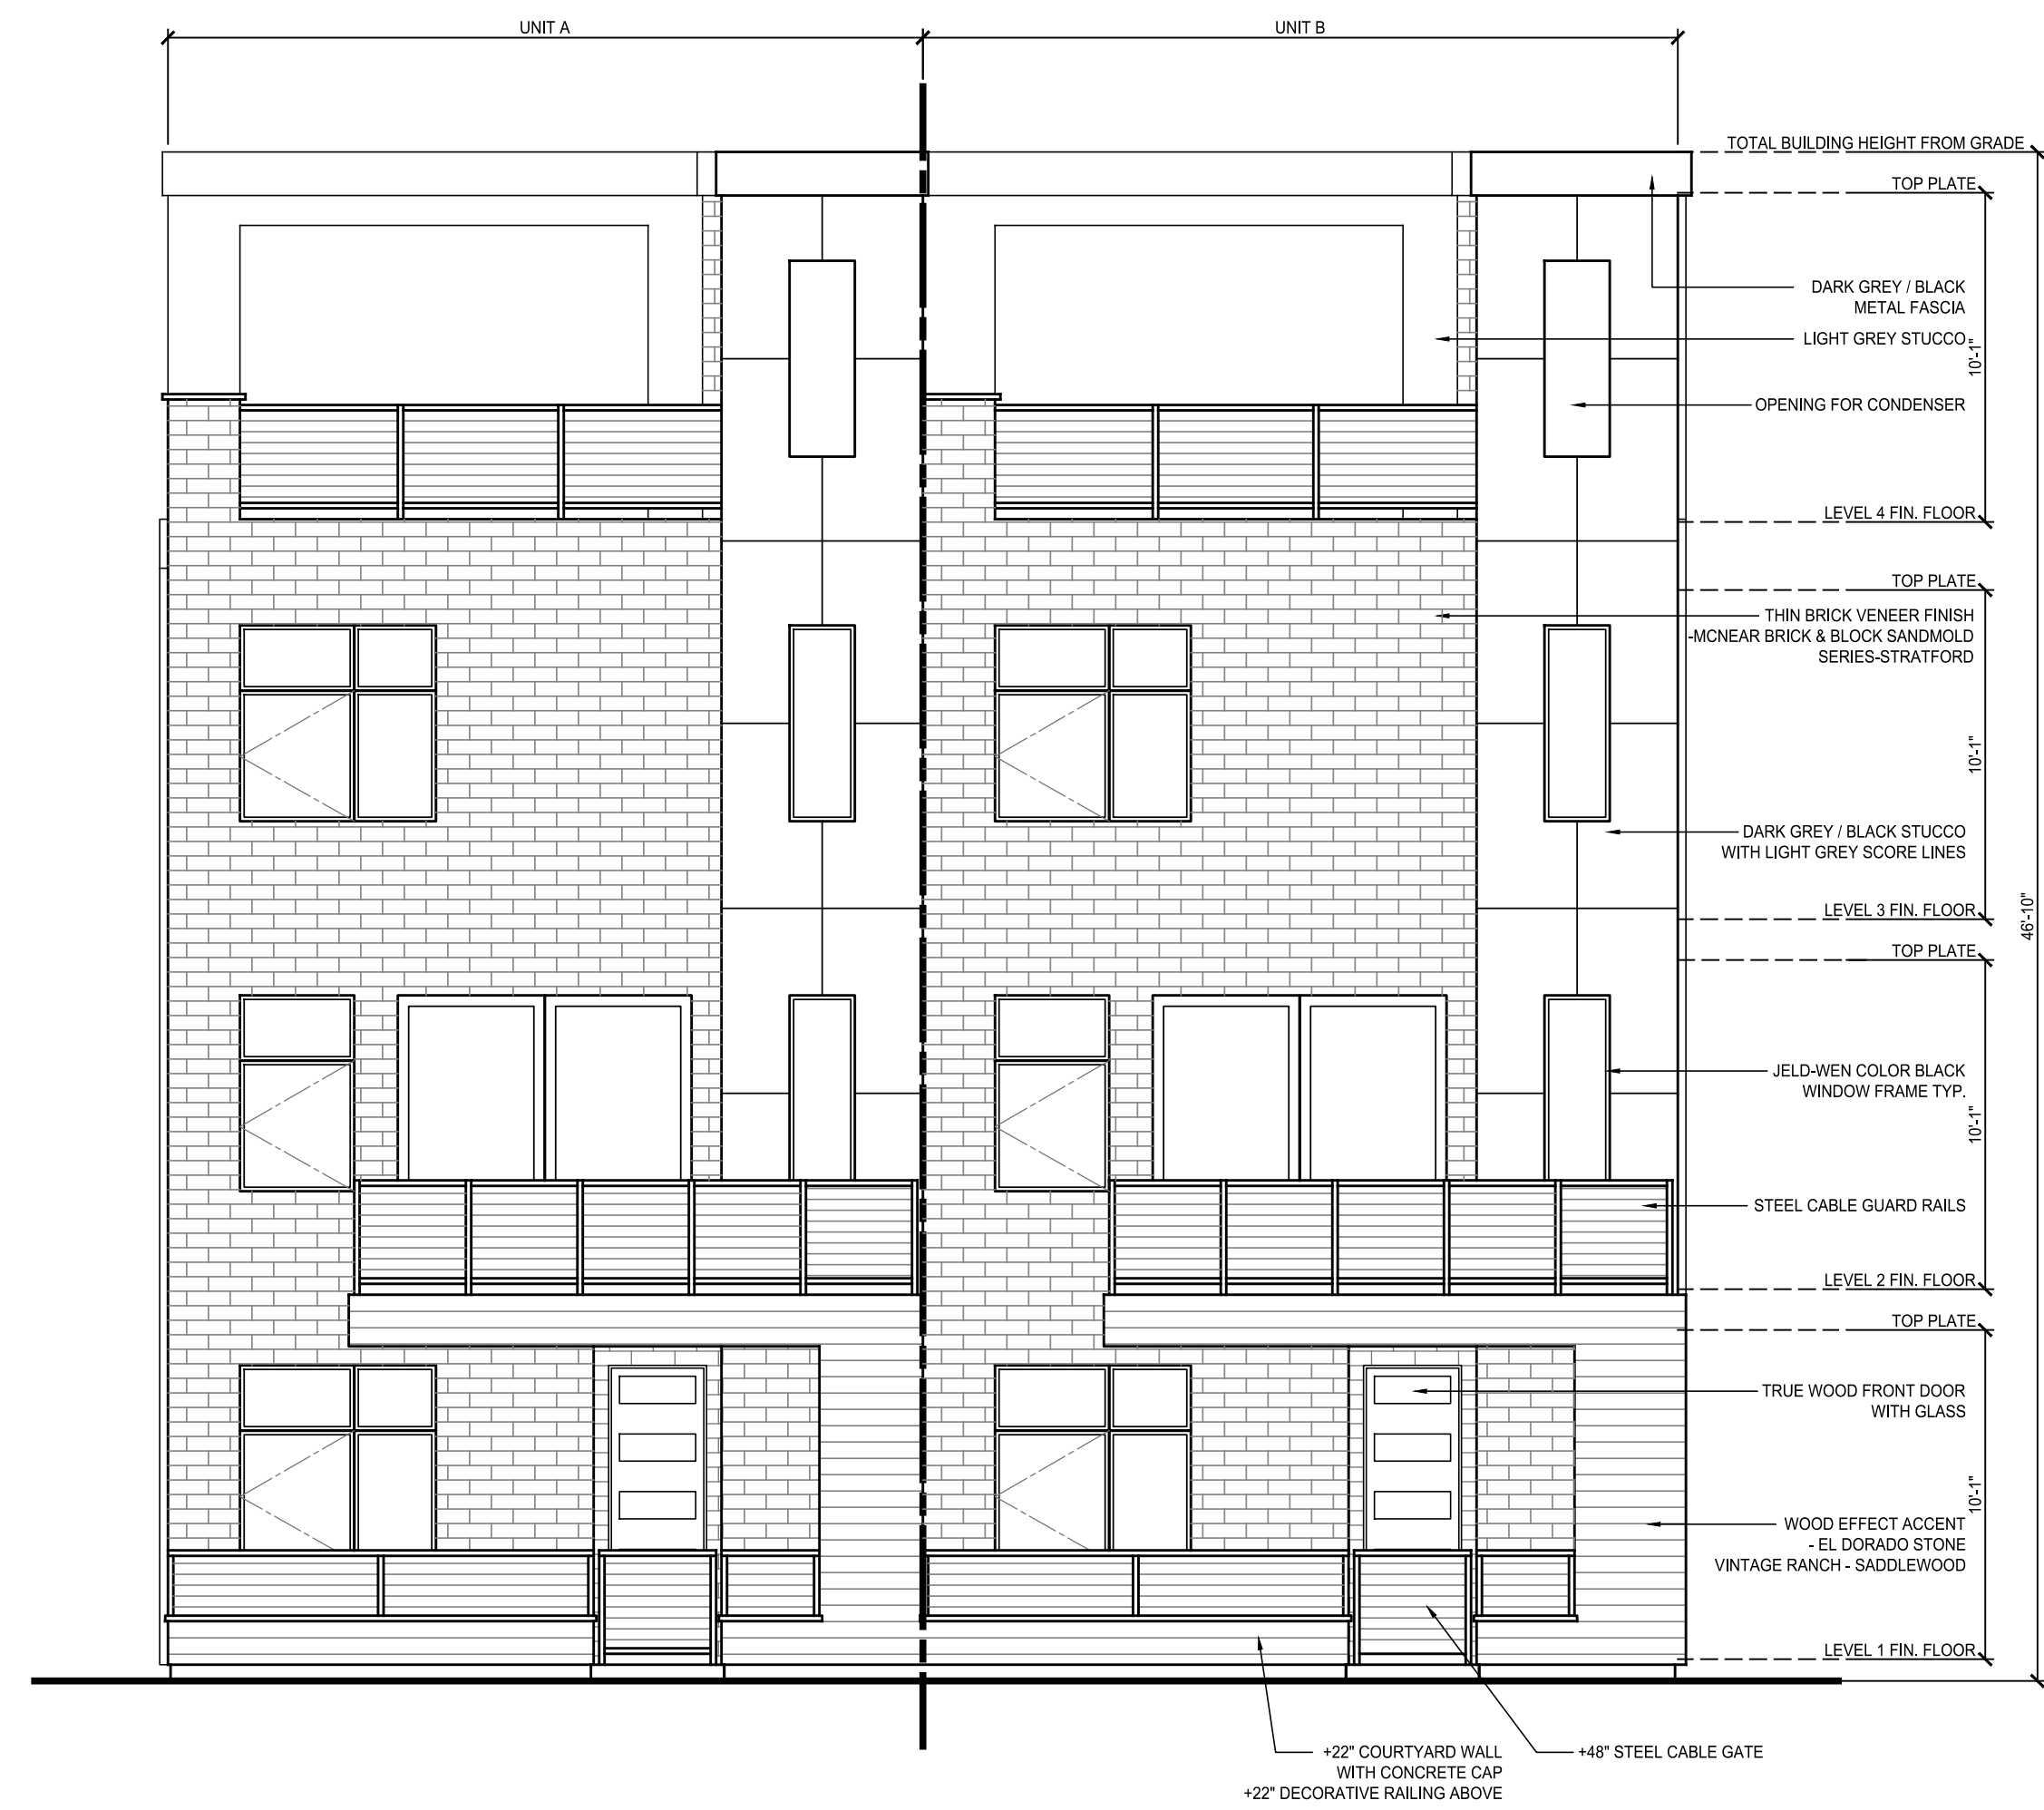 UNIT A
UNIT B
TOTAL BUILDING HEIGHT FROM GRADE
TOP PLATE
DARK GREY / BLACK
METAL FASCIA
LIGHT GREY STUCCO
10'-1"
OPENING FOR CONDENSER
LEVEL 4 FIN. FLOOR
TOP PLATE
THIN BRICK VENEER FINISH
-MCNEAR BRICK & BLOCK SANDMOLD
SERIES-STRATFORD
10'-1"
DARK GREY / BLACK STUCCO
WITH LIGHT GREY SCORE LINES
LEVEL 3 FIN. FLOOR
46'-10"
TOP PLATE
JELD-WEN COLOR BLACK
WINDOW FRAME TYP.
10'-1"
STEEL CABLE GUARD RAILS
LEVEL 2 FIN. FLOOR
TOP PLATE
TRUE WOOD FRONT DOOR
WITH GLASS
10'-1"
WOOD EFFECT ACCENT
- EL DORADO STONE
VINTAGE RANCH - SADDLEWOOD
LEVEL 1 FIN. FLOOR
+22" COURTYARD WALL
WITH CONCRETE CAP
+22" DECORATIVE RAILING ABOVE
+48" STEEL CABLE GATE